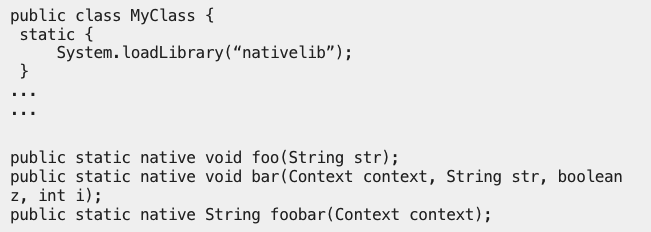 public class MyClass {
static {
System.loadLibrary(“nativelib”);
}
...
...
public static native void foo(String str);
public static native void bar(Context context, String str, boolean
z, int i);
public static native String foobar(Context context);